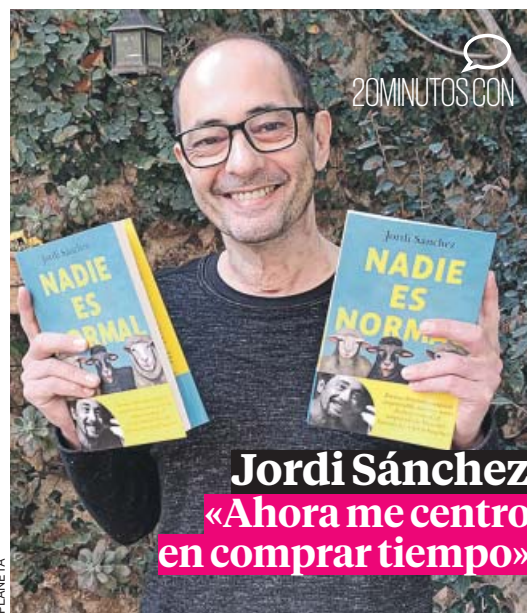 20MINUTOS CON
Jordi Sánchez
NADIE
ES
NORMAL
Jordi Sánchez
NADIE
ES
Jordi Sánchez
«Ahora me centro
en comprar tiempo»
PLANETA